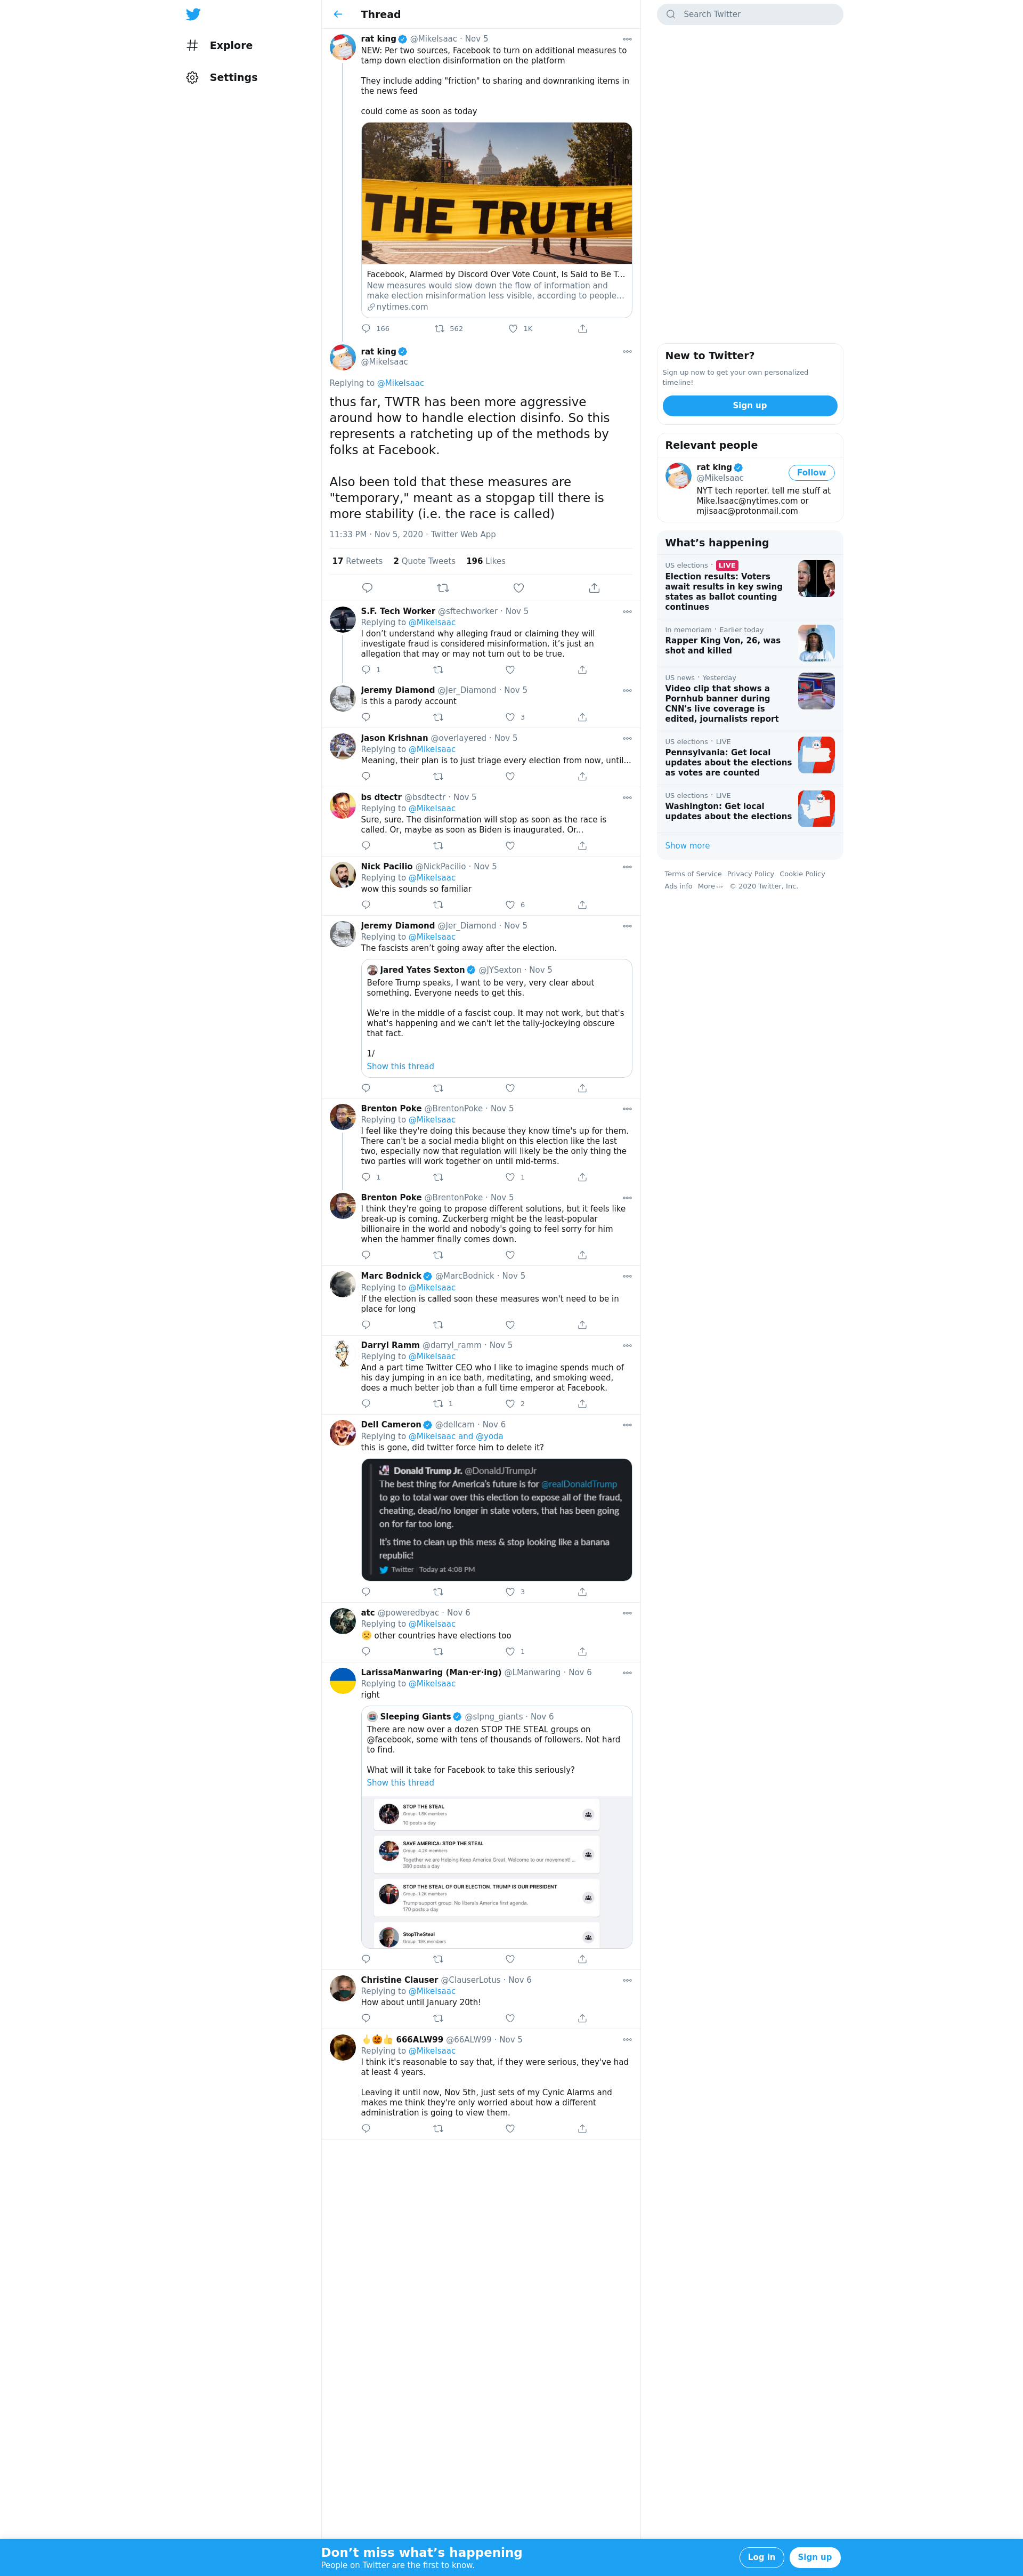 Explore
Settings
Thread
rat king @MikeIsaac · Nov 5
NEW: Per two sources, Facebook to turn on additional measures to
tamp down election disinformation on the platform
They include adding "friction" to sharing and downranking items in
the news feed
could come as soon as today
THE TRUTH
Facebook, Alarmed by Discord Over Vote Count, Is Said to Be T...
New measures would slow down the flow of information and
make election misinformation less visible, according to people...
nytimes.com
166 562 1K
rat king
@MikeIsaac
Replying to @MikeIsaac
thus far, TWTR has been more aggressive
around how to handle election disinfo. So this
represents a ratcheting up of the methods by
folks at Facebook.
Also been told that these measures are
"temporary," meant as a stopgap till there is
more stability (i.e. the race is called)
11:33 PM · Nov 5, 2020 · Twitter Web App
17 Retweets 2 Quote Tweets 196 Likes
S.F. Tech Worker @sftechworker · Nov 5
Replying to @MikeIsaac
I don’t understand why alleging fraud or claiming they will
investigate fraud is considered misinformation. it’s just an
allegation that may or may not turn out to be true.
1
Jeremy Diamond @Jer_Diamond · Nov 5
is this a parody account
3
Jason Krishnan @overlayered · Nov 5
Replying to @MikeIsaac
Meaning, their plan is to just triage every election from now, until...
bs dtectr @bsdtectr · Nov 5
Replying to @MikeIsaac
Sure, sure. The disinformation will stop as soon as the race is
called. Or, maybe as soon as Biden is inaugurated. Or...
Nick Pacilio @NickPacilio · Nov 5
Replying to @MikeIsaac
wow this sounds so familiar
6
Jeremy Diamond @Jer_Diamond · Nov 5
Replying to @MikeIsaac
The fascists aren’t going away after the election.
Jared Yates Sexton @JYSexton · Nov 5
Before Trump speaks, I want to be very, very clear about
something. Everyone needs to get this.
We're in the middle of a fascist coup. It may not work, but that's
what's happening and we can't let the tally-jockeying obscure
that fact.
1/
Show this thread
Brenton Poke @BrentonPoke · Nov 5
Replying to @MikeIsaac
I feel like they're doing this because they know time's up for them.
There can't be a social media blight on this election like the last
two, especially now that regulation will likely be the only thing the
two parties will work together on until mid-terms.
1 1
Brenton Poke @BrentonPoke · Nov 5
I think they're going to propose different solutions, but it feels like
break-up is coming. Zuckerberg might be the least-popular
billionaire in the world and nobody's going to feel sorry for him
when the hammer finally comes down.
Marc Bodnick @MarcBodnick · Nov 5
Replying to @MikeIsaac
If the election is called soon these measures won't need to be in
place for long
Darryl Ramm @darryl_ramm · Nov 5
Replying to @MikeIsaac
And a part time Twitter CEO who I like to imagine spends much of
his day jumping in an ice bath, meditating, and smoking weed,
does a much better job than a full time emperor at Facebook.
1 2
Dell Cameron @dellcam · Nov 6
Replying to @MikeIsaac and @yoda
this is gone, did twitter force him to delete it?
Donald Trump Jr. @DonaldJTrumpJr
The best thing for America's future is for @realDonaldTrump
to go to total war over this election to expose all of the fraud,
cheating, dead/no longer in state voters, that has been going
on for far too long.
It's time to clean up this mess & stop looking like a banana
republic!
Twitter Today at 4:08 PM
3
atc @poweredbyac · Nov 6
Replying to @MikeIsaac
other countries have elections too
1
LarissaManwaring (Man·er·ing) @LManwaring · Nov 6
Replying to @MikeIsaac
right
Sleeping Giants @slpng_giants · Nov 6
There are now over a dozen STOP THE STEAL groups on
@facebook, some with tens of thousands of followers. Not hard
to find.
What will it take for Facebook to take this seriously?
Show this thread
STOP THE STEAL
Group · 1.6K members
10 posts a day
SAVE AMERICA: STOP THE STEAL
Group · 4.2K members
Together we are Helping Keep America Great. Welcome to our movement! ...
380 posts a day
STOP THE STEAL OF OUR ELECTION. TRUMP IS OUR PRESIDENT
Group · 1.2K members
Trump support group. No liberals America first agenda.
170 posts a day
StopTheSteal
Group · 19K members
Christine Clauser @ClauserLotus · Nov 6
Replying to @MikeIsaac
How about until January 20th!
666ALW99 @66ALW99 · Nov 5
Replying to @MikeIsaac
I think it's reasonable to say that, if they were serious, they've had
at least 4 years.
Leaving it until now, Nov 5th, just sets of my Cynic Alarms and
makes me think they're only worried about how a different
administration is going to view them.
Search Twitter
New to Twitter?
Sign up now to get your own personalized
timeline!
Sign up
Relevant people
rat king
@MikeIsaac
Follow
NYT tech reporter. tell me stuff at
Mike.Isaac@nytimes.com or
mjisaac@protonmail.com
What’s happening
US elections · LIVE
Election results: Voters
await results in key swing
states as ballot counting
continues
In memoriam · Earlier today
Rapper King Von, 26, was
shot and killed
US news · Yesterday
Video clip that shows a
Pornhub banner during
CNN's live coverage is
edited, journalists report
US elections · LIVE
Pennsylvania: Get local
updates about the elections
as votes are counted
US elections · LIVE
Washington: Get local
updates about the elections
Show more
Terms of Service Privacy Policy Cookie Policy
Ads info More © 2020 Twitter, Inc.
Don’t miss what’s happening
People on Twitter are the first to know.
Log in
Sign up